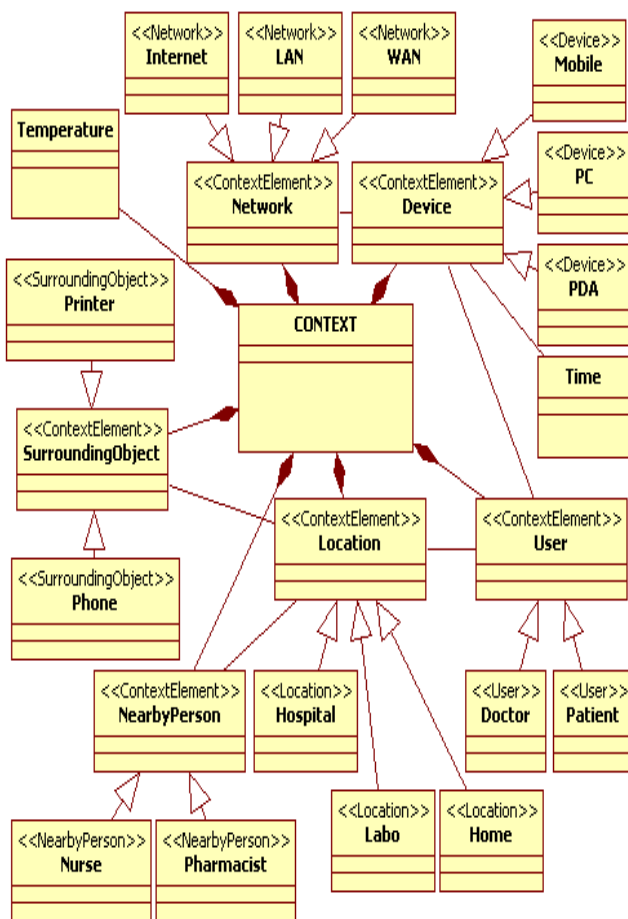 <<Network>>
Internet
<<Network>>
LAN
<<Network>>
WAN
<<Device>>
Mobile
Temperature
<<ContextElement>>
Network
<<ContextElement>>
Device
<<Device>>
PC
<<Device>>
PDA
<<SurroundingObject>>
Printer
CONTEXT
Time
<<ContextElement>>
SurroundingObject
<<ContextElement>>
Location
<<ContextElement>>
User
<<SurroundingObject>>
Phone
<<ContextElement>>
NearbyPerson
<<Location>>
Hospital
<<User>>
Doctor
<<User>>
Patient
<<NearbyPerson>>
Nurse
<<NearbyPerson>>
Pharmacist
<<Location>>
Labo
<<Location>>
Home